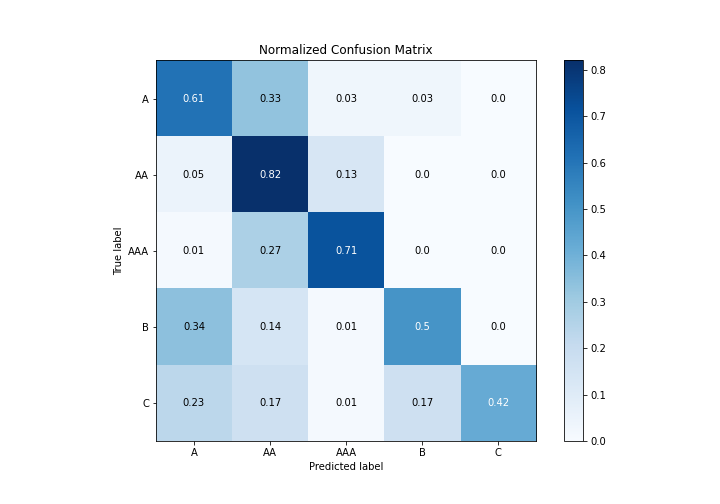 Normalized Confusion Matrix
True label
A 0.61 0.33 0.03 0.03 0.0
AA 0.05 0.82 0.13 0.0 0.0
AAA 0.01 0.27 0.71 0.0 0.0
B 0.34 0.14 0.01 0.5 0.0
C 0.23 0.17 0.01 0.17 0.42
A AA AAA B C
Predicted label
0.8
0.7
0.6
0.5
0.4
0.3
0.2
0.1
0.0